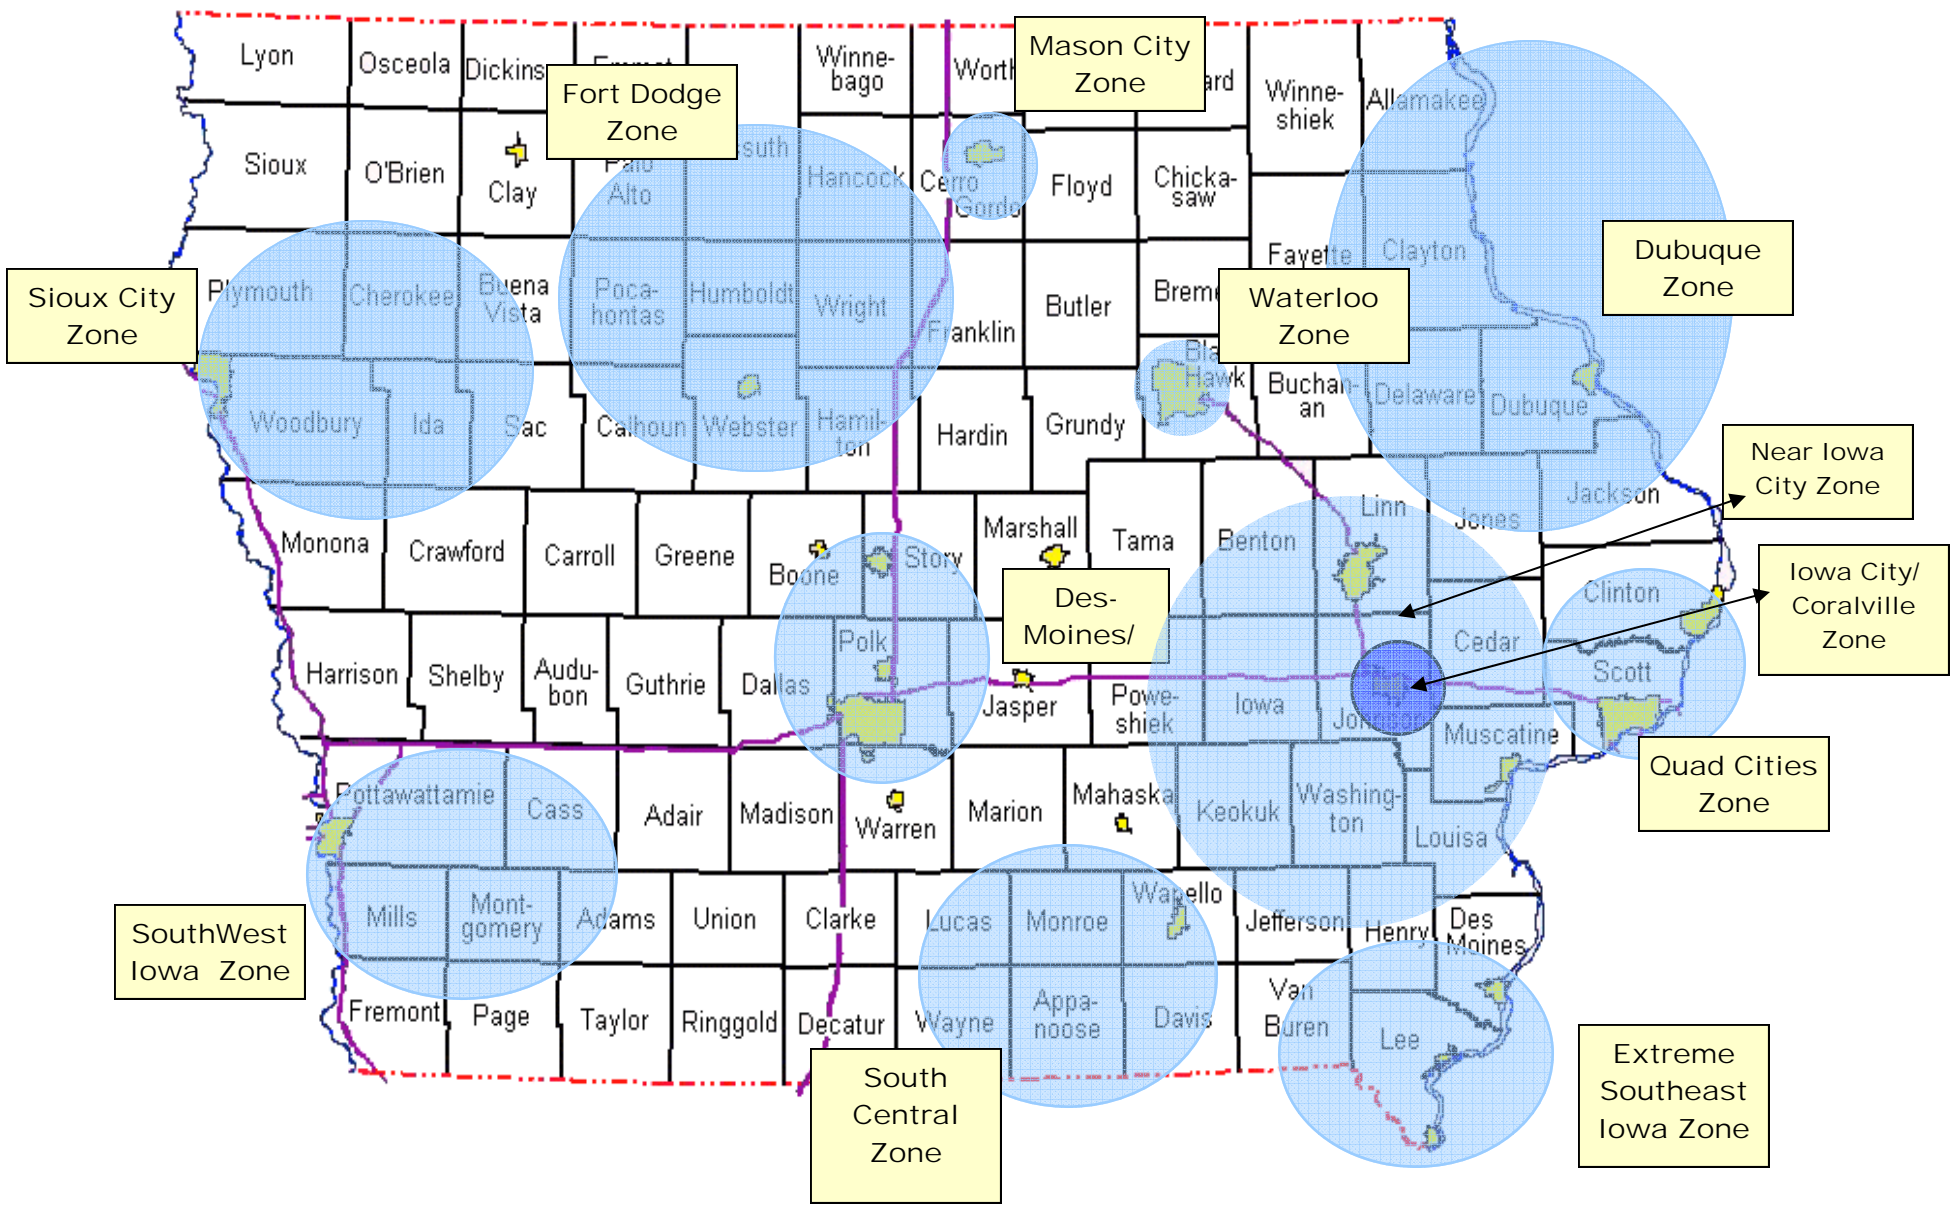 Lyon
Osceola
Dickins
Winne-
bago
Worth
ard
Winne-
shiek
Allamakee
Mason City
Zone
Fort Dodge
Zone
Sioux
O'Brien
Clay
Palo
Alto
ssuth
Hancock
Cerro
Gordo
Floyd
Chicka-
saw
Fayette
Clayton
Dubuque
Zone
Sioux City
Zone
Plymouth
Cherokee
Buena
Vista
Poca-
hontas
Humboldt
Wright
Franklin
Butler
Breme
Waterloo
Zone
Woodbury
Ida
Sac
Calhoun
Webster
Hamil-
ton
Hardin
Grundy
Bla
Hawk
Buchan-
an
Delaware
Dubuque
Near Iowa
City Zone
Monona
Crawford
Carroll
Greene
Boone
Story
Marshall
Tama
Benton
Linn
Jones
Jackson
Clinton
Iowa City/
Coralville
Zone
Des-
Moines/
Harrison
Shelby
Audu-
bon
Guthrie
Dallas
Polk
Jasper
Powe-
shiek
Iowa
Joh
Cedar
Scott
Muscatine
Quad Cities
Zone
Pottawattamie
Cass
Adair
Madison
Warren
Marion
Mahaska
Keokuk
Washing-
ton
Louisa
SouthWest
Iowa Zone
Mills
Mont-
gomery
Adams
Union
Clarke
Lucas
Monroe
Wapello
Jefferson
Henry
Des
Moines
Fremont
Page
Taylor
Ringgold
Decatur
Wayne
Appa-
noose
Davis
Van
Buren
Lee
South
Central
Zone
Extreme
Southeast
Iowa Zone